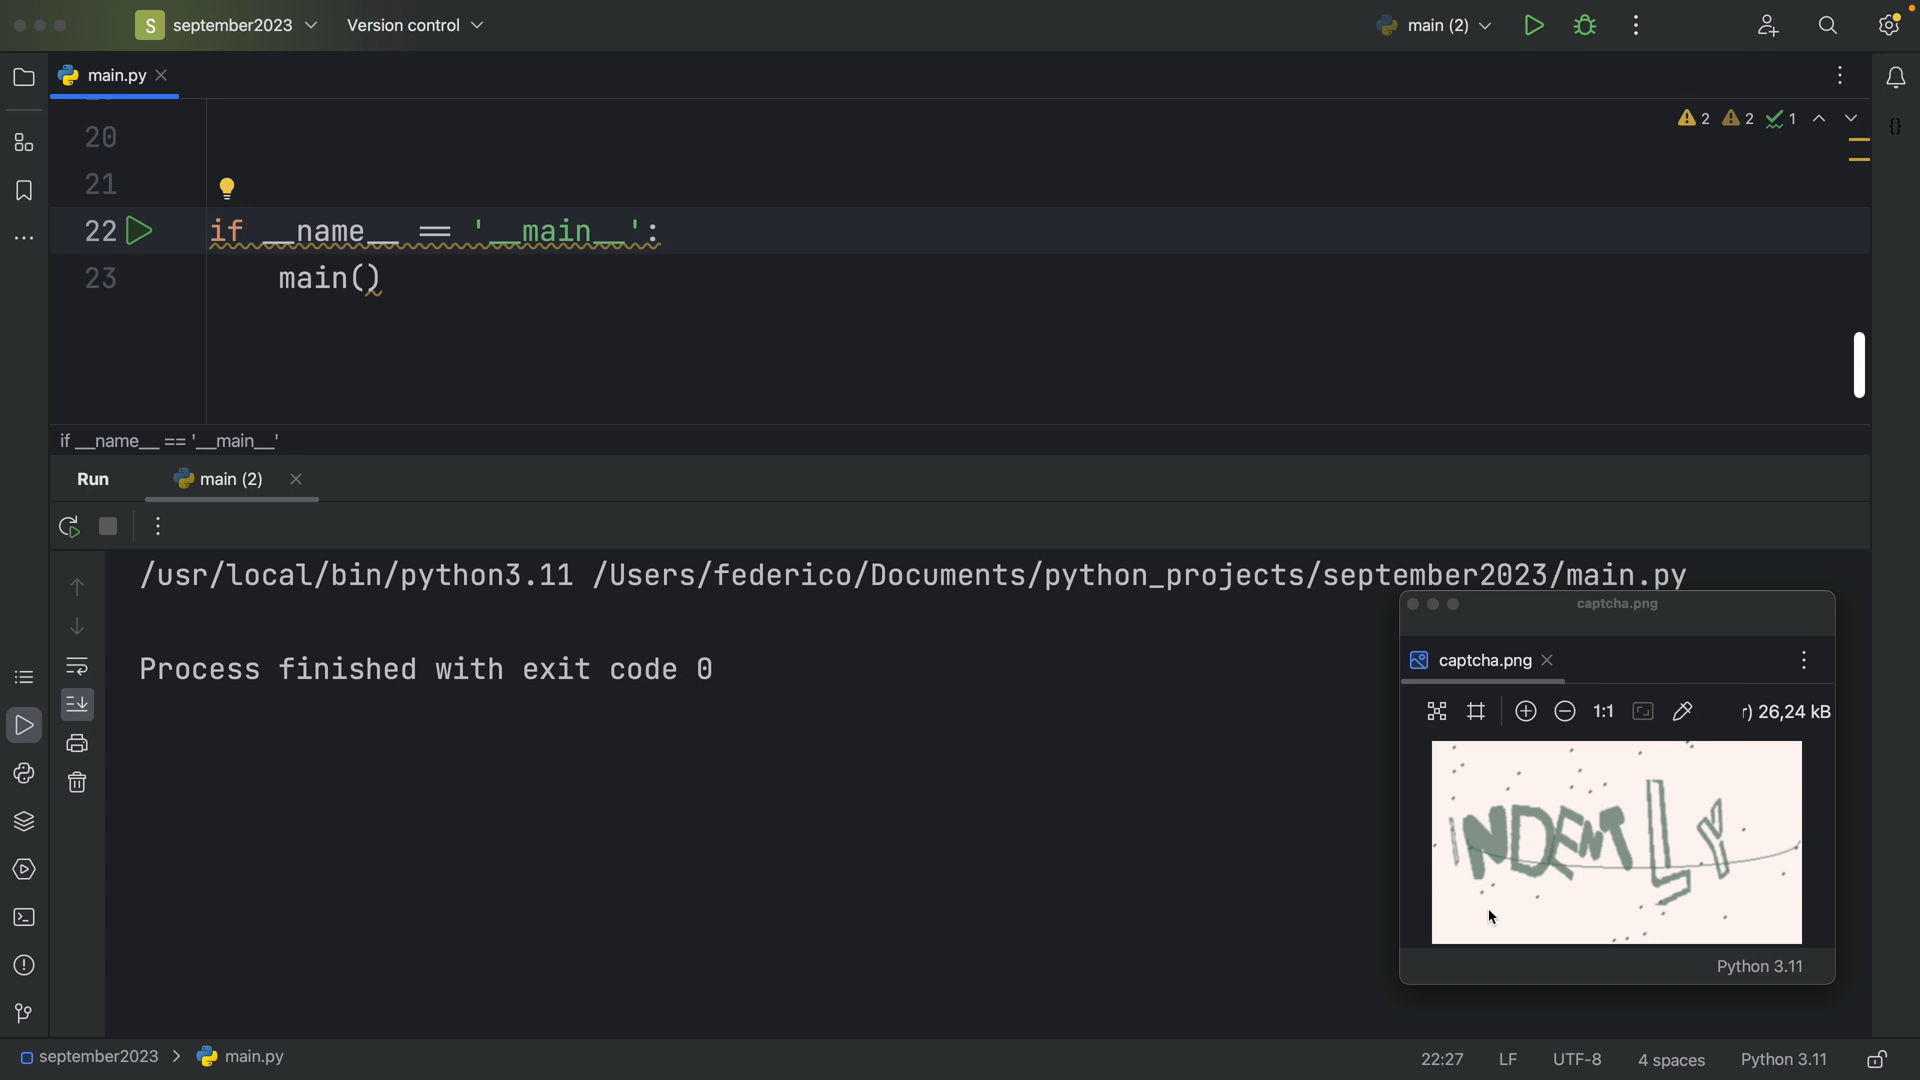 S september2023 Version control main (2)
main.py
2 2 1
20
21
22 if __name__ == '__main__':
23 main()
if __name__ == '__main__'
Run main (2)
/usr/local/bin/python3.11 /Users/federico/Documents/python_projects/september2023/main.py
Process finished with exit code 0
captcha.png
captcha.png
1:1 r) 26,24 kB
INDENTLY
Python 3.11
september2023 > main.py 22:27 LF UTF-8 4 spaces Python 3.11